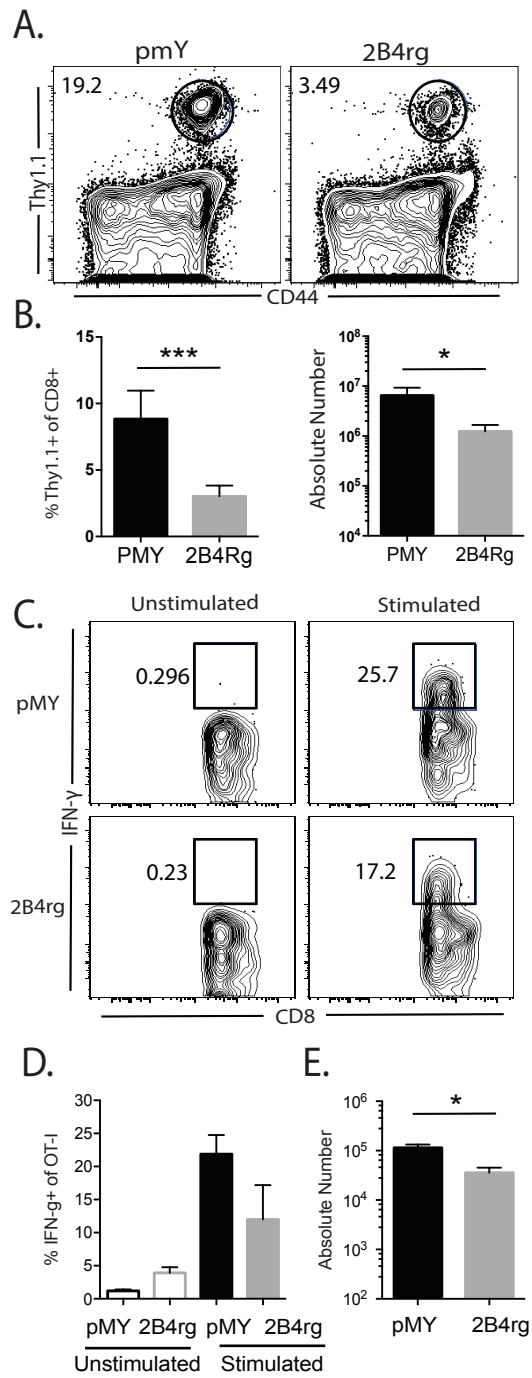 A.
pmY 2B4rg
19.2 3.49
Thy1.1
CD44
B.
15
10
5
0
% Thy1.1+ of CD8+
***
PMY 2B4Rg
10^8
10^7
10^6
10^5
10^4
Absolute Number
*
PMY 2B4Rg
C.
Unstimulated Stimulated
pMY
0.296 25.7
IFN-γ
2B4rg
0.23 17.2
CD8
D.
30
25
20
15
10
5
0
% IFN-g+ of OT-I
pMY 2B4rg pMY 2B4rg
Unstimulated Stimulated
E.
10^6
10^5
10^4
10^3
10^2
Absolute Number
*
pMY 2B4rg